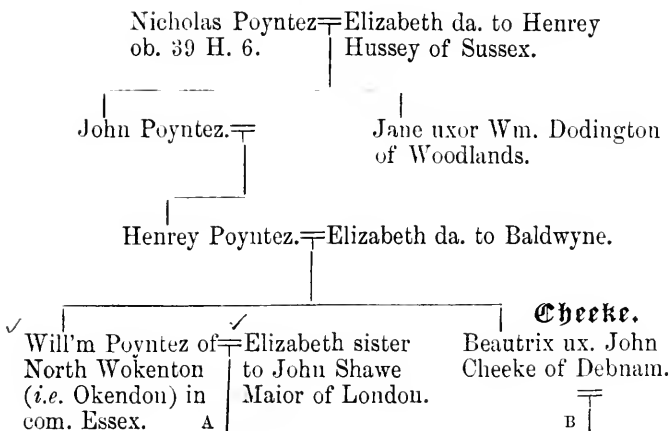 Nicholas Poyntez Elizabeth da. to Henrey
ob. 39 H. 6. Hussey of Sussex.
John Poyntez. Jane uxor Wm. Dodington
of Woodlands.
Henrey Poyntez. Elizabeth da. to Baldwyne.
Cheeke.
Will'm Poyntez of Elizabeth sister Beautrix ux. John
North Wokenton to John Shawe Cheeke of Debnam.
(i.e. Okendon) in Maior of London.
com. Essex. A B